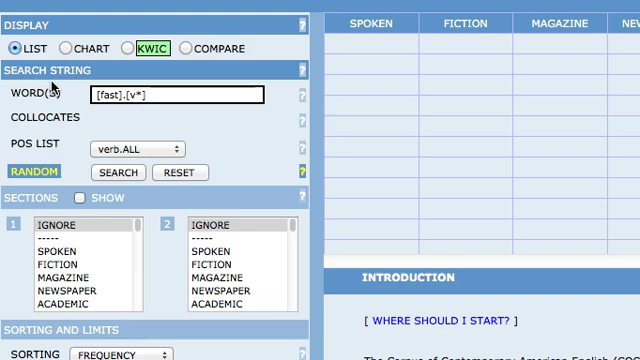 DISPLAY ?
LIST CHART KWIC COMPARE
SEARCH STRING ?
WORD(S) [fast].[v*] ?
COLLOCATES ?
POS LIST verb.ALL ?
RANDOM SEARCH RESET ?
SECTIONS SHOW ?
1 IGNORE
-----
SPOKEN
FICTION
MAGAZINE
NEWSPAPER
ACADEMIC
2 IGNORE
-----
SPOKEN
FICTION
MAGAZINE
NEWSPAPER
ACADEMIC
SORTING AND LIMITS ?
SORTING FREQUENCY
SPOKEN FICTION MAGAZINE
INTRODUCTION
[ WHERE SHOULD I START? ]